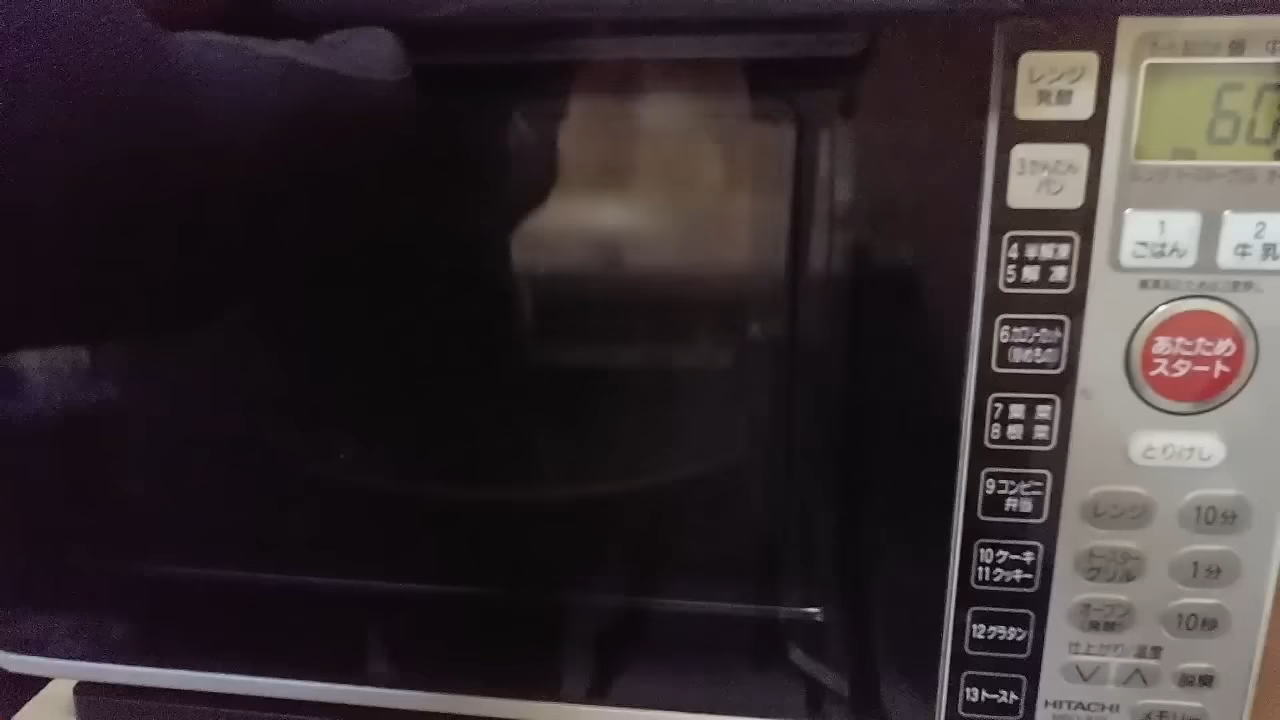 レンジ
発酵
3かんたん
パン
4 半解凍
5 解 凍
6カロリーカット
7 葉 菜
8 根 菜
9コンビニ
弁当
10ケーキ
11クッキー
12グラタン
13トースト
60
1
ごはん
2
牛乳
あたため
スタート
とりけし
レンジ
10分
トースター
グリル
1分
オーブン
発酵
10秒
仕上がり/温度
脱臭
HITACHI